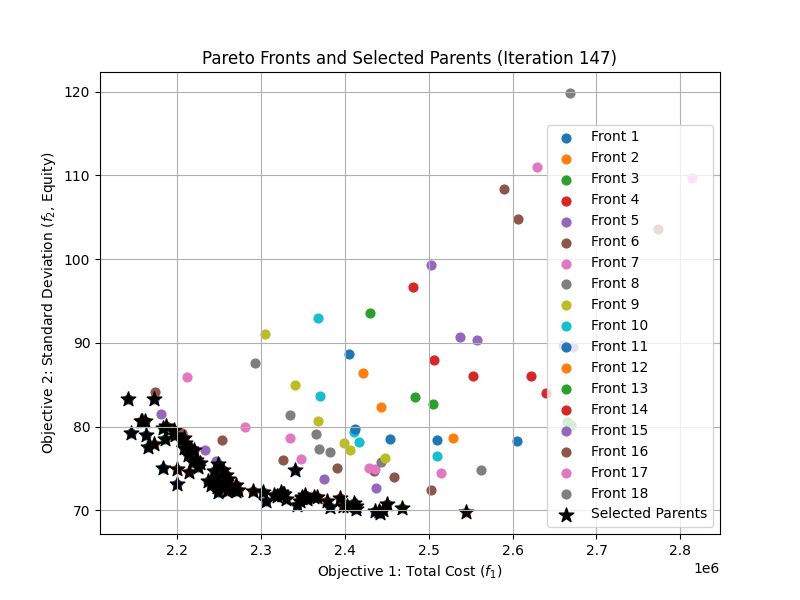 Pareto Fronts and Selected Parents (Iteration 147)
120
110
100
90
80
70
Objective 2: Standard Deviation (f₂, Equity)
Front 1
Front 2
Front 3
Front 4
Front 5
Front 6
Front 7
Front 8
Front 9
Front 10
Front 11
Front 12
Front 13
Front 14
Front 15
Front 16
Front 17
Front 18
Selected Parents
2.2 2.3 2.4 2.5 2.6 2.7 2.8
1e6
Objective 1: Total Cost (f₁)